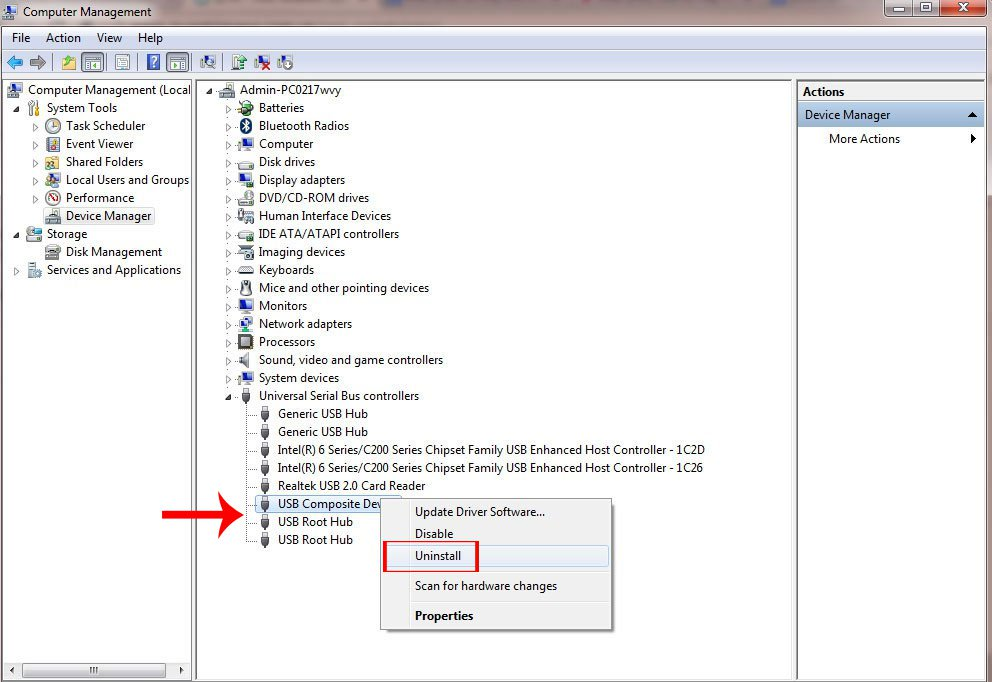 Computer Management
File Action View Help
Computer Management (Local
System Tools
Task Scheduler
Event Viewer
Shared Folders
Local Users and Groups
Performance
Device Manager
Storage
Disk Management
Services and Applications
Admin-PC0217wvy
Batteries
Bluetooth Radios
Computer
Disk drives
Display adapters
DVD/CD-ROM drives
Human Interface Devices
IDE ATA/ATAPI controllers
Imaging devices
Keyboards
Mice and other pointing devices
Monitors
Network adapters
Processors
Sound, video and game controllers
System devices
Universal Serial Bus controllers
Generic USB Hub
Generic USB Hub
Intel(R) 6 Series/C200 Series Chipset Family USB Enhanced Host Controller - 1C2D
Intel(R) 6 Series/C200 Series Chipset Family USB Enhanced Host Controller - 1C26
Realtek USB 2.0 Card Reader
USB Composite Dev
USB Root Hub
USB Root Hub
Update Driver Software...
Disable
Uninstall
Scan for hardware changes
Properties
Actions
Device Manager
More Actions